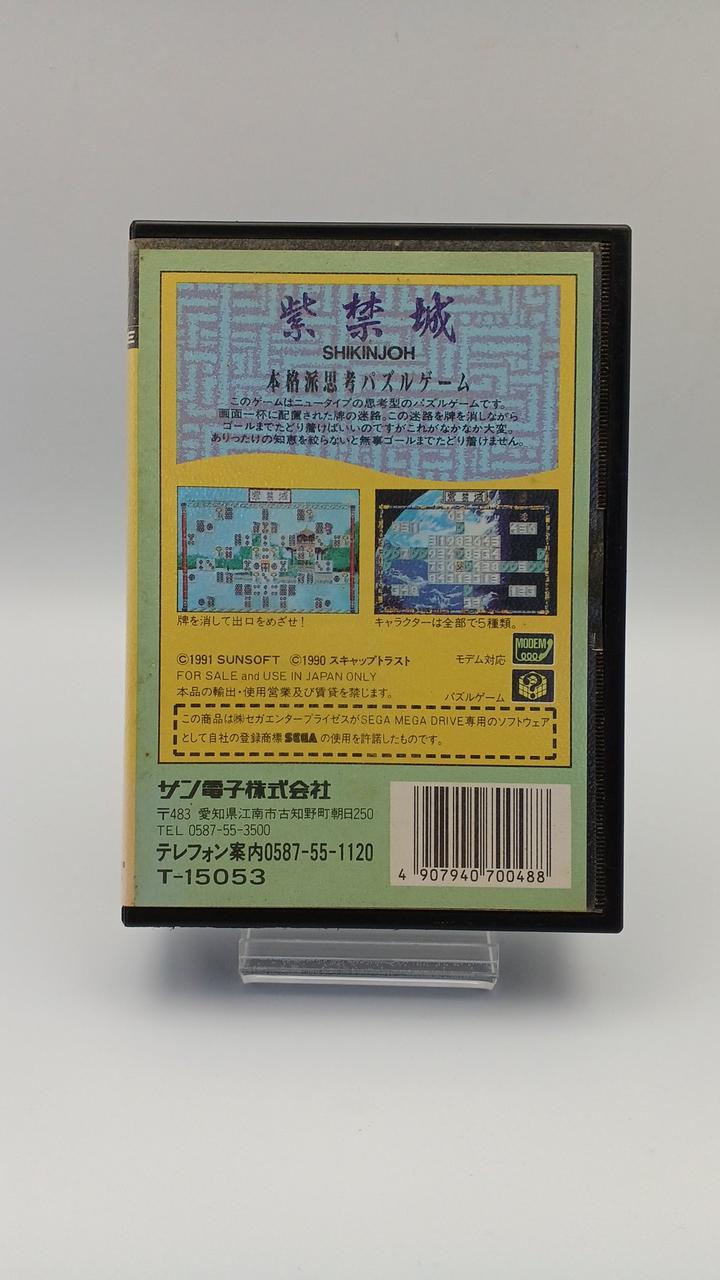 紫禁城
SHIKINJOH
本格派思考パズルゲーム
このゲームはニュータイプの思考型のパズルゲームです。
画面一杯に配置された牌の迷路。この迷路を牌を消しながら
ゴールまでたどり着けばいいのですがこれがなかなか大変。
ありったけの知恵を絞らないと無事ゴールまでたどり着けません。
紫禁城
紫禁城
牌を消して出口をめざせ!
キャラクターは全部で5種類。
©1991 SUNSOFT ©1990 スキャップトラスト
モデム対応
MODEM
FOR SALE and USE IN JAPAN ONLY
本品の輸出・使用営業及び賃貸を禁じます。
パズルゲーム
この商品は㈱セガエンタープライゼスがSEGA MEGA DRIVE専用のソフトウェア
として自社の登録商標SEGAの使用を許諾したものです。
サン電子株式会社
〒483 愛知県江南市古知野町朝日250
TEL 0587-55-3500
テレフォン案内0587-55-1120
T-15053
4 907940 700488